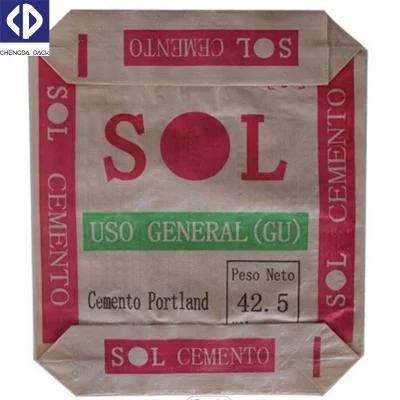 CHENGDA PACK
SOL CEMENTO
SOL
SOL CEMENTO
SOL CEMENTO
USO GENERAL (GU)
Peso Neto
Cemento Portland
42.5
SOL CEMENTO